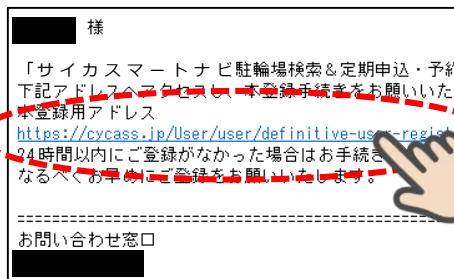 様
「サイカスマートナビ駐輪場検索＆定期申込・予約
下記アドレスへアクセスし、本登録手続きをお願いいた
本登録用アドレス
https://cycass.jp/User/user/definitive-user-regist
24時間以内にご登録がなかった場合はお手続き
なるべくお早めにご登録をお願いいたします。
==================================================
お問い合わせ窓口